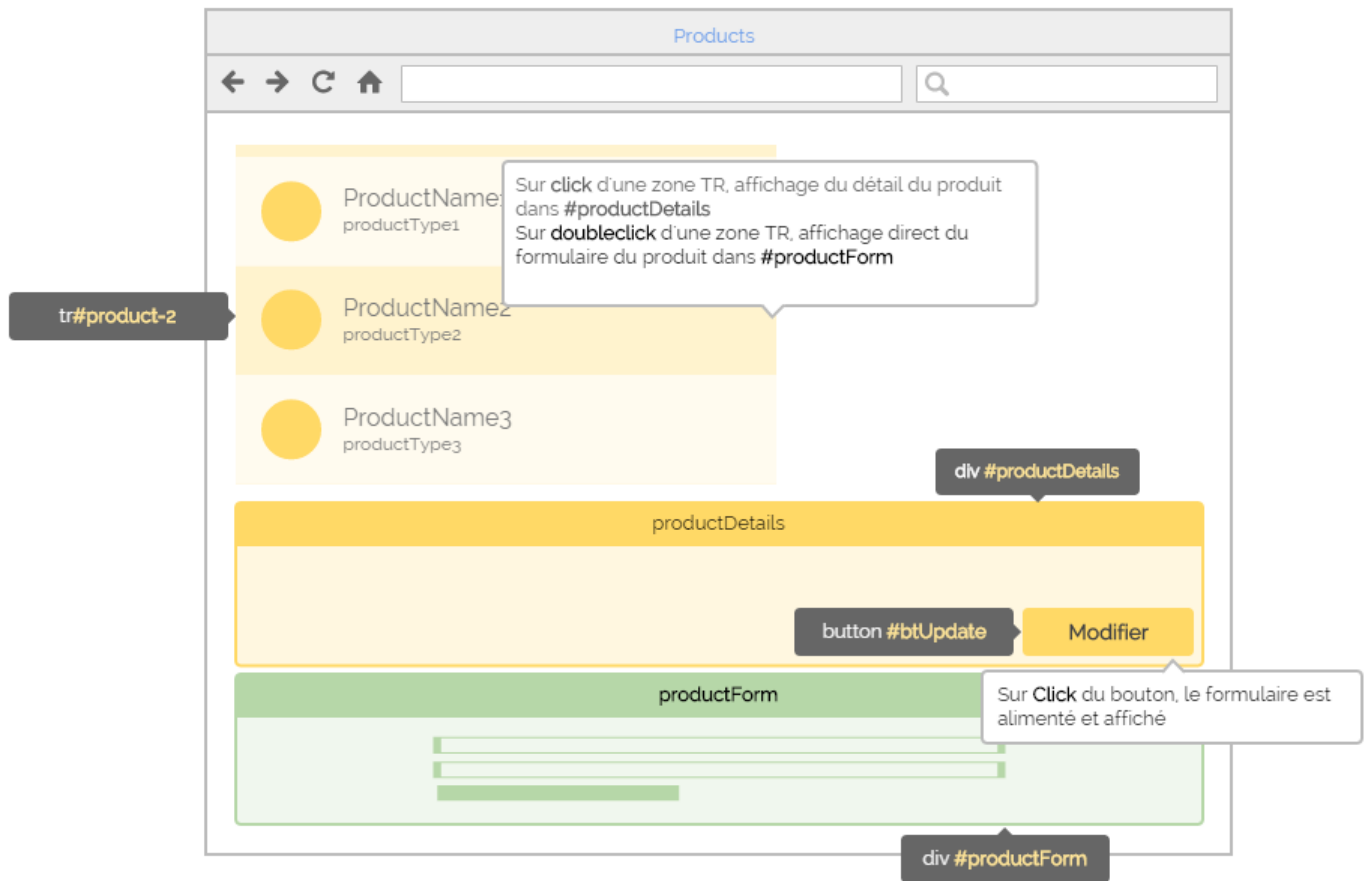 Products
ProductName
productType1
Sur click d'une zone TR, affichage du détail du produit
dans #productDetails
Sur doubleclick d'une zone TR, affichage direct du
formulaire du produit dans #productForm
tr#product-2
ProductName2
productType2
ProductName3
productType3
div #productDetails
productDetails
button #btUpdate
Modifier
Sur Click du bouton, le formulaire est
alimenté et affiché
productForm
div #productForm